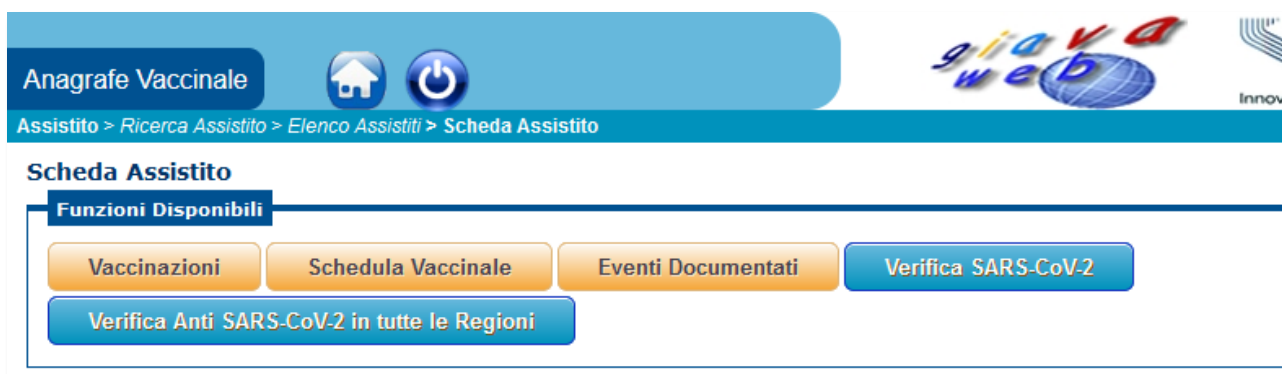 giava
web
Anagrafe Vaccinale
Assistito > Ricerca Assistito > Elenco Assistiti > Scheda Assistito
Scheda Assistito
Funzioni Disponibili
Vaccinazioni
Schedula Vaccinale
Eventi Documentati
Verifica SARS-CoV-2
Verifica Anti SARS-CoV-2 in tutte le Regioni